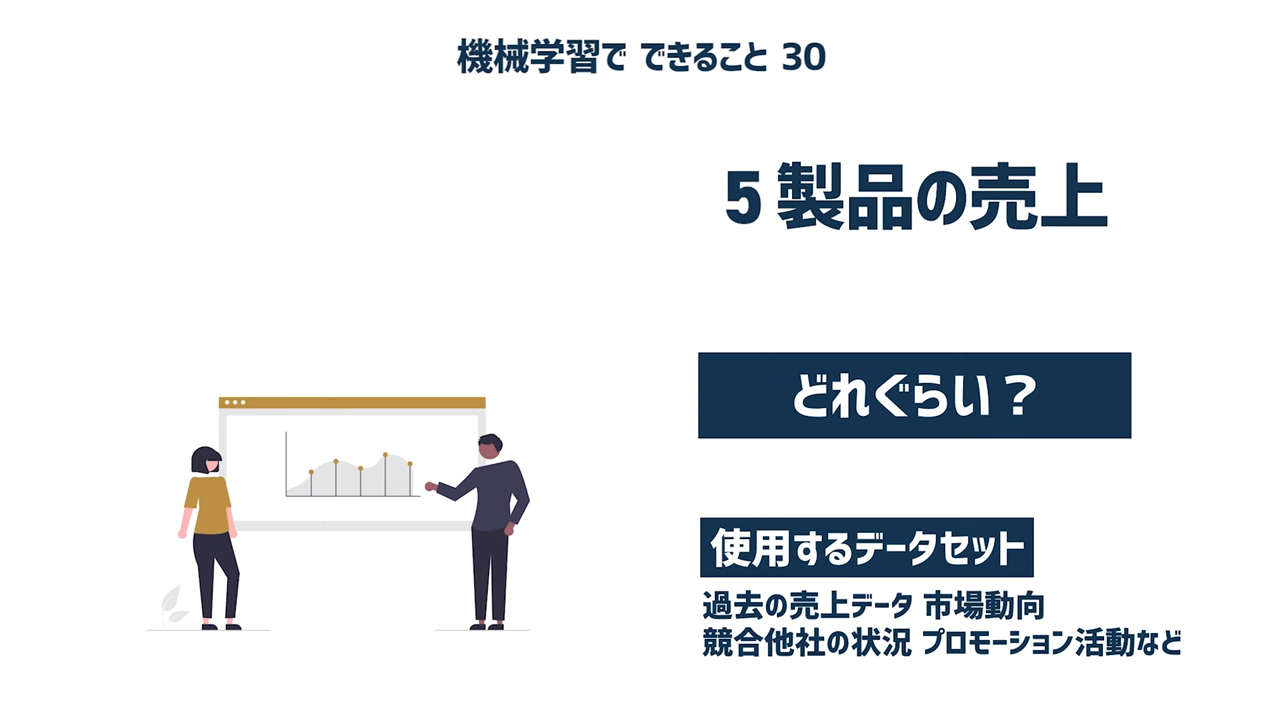 機械学習で できること 30
5 製品の売上
どれぐらい？
使用するデータセット
過去の売上データ 市場動向
競合他社の状況 プロモーション活動など